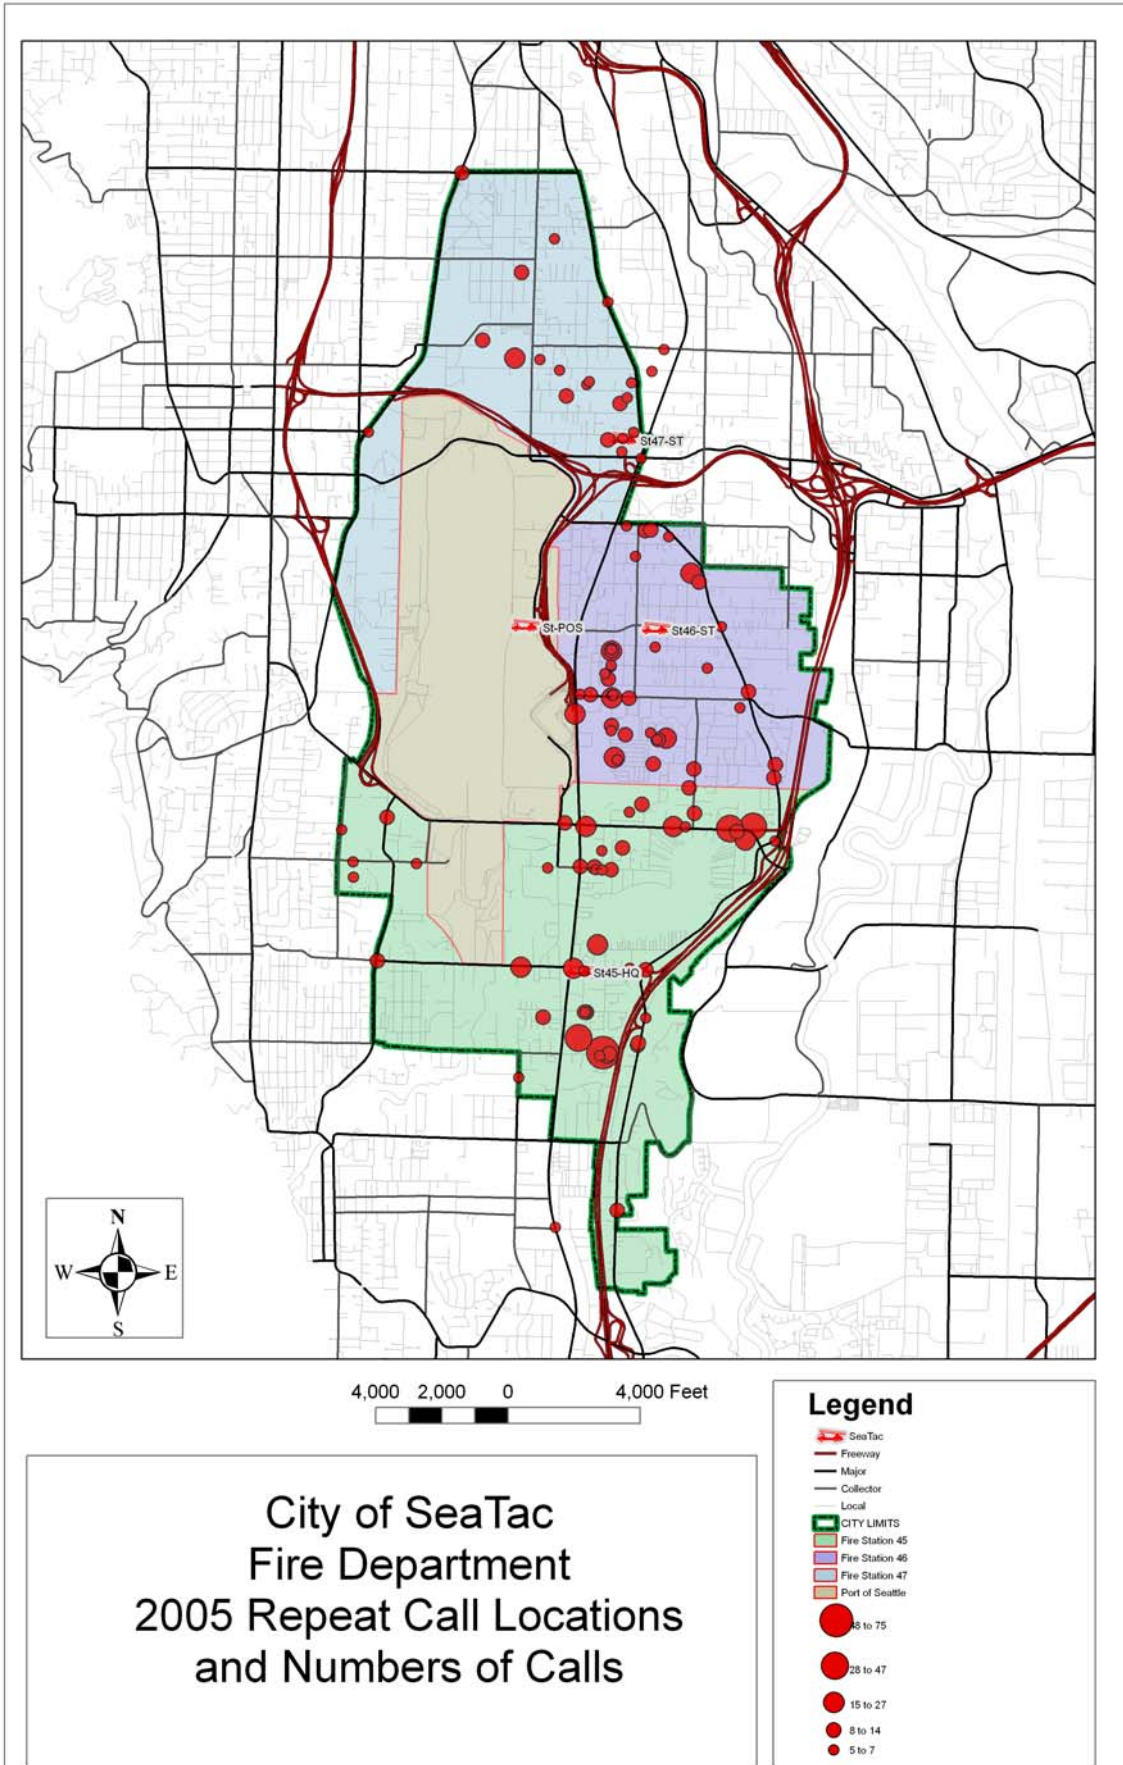 St47-ST
St-POS
St46-ST
St45-HQ
N
W
E
S
4,000 2,000 0 4,000 Feet
City of SeaTac
Fire Department
2005 Repeat Call Locations
and Numbers of Calls
Legend
SeaTac
Freeway
Major
Collector
Local
CITY LIMITS
Fire Station 45
Fire Station 46
Fire Station 47
Port of Seattle
48 to 75
28 to 47
15 to 27
8 to 14
5 to 7